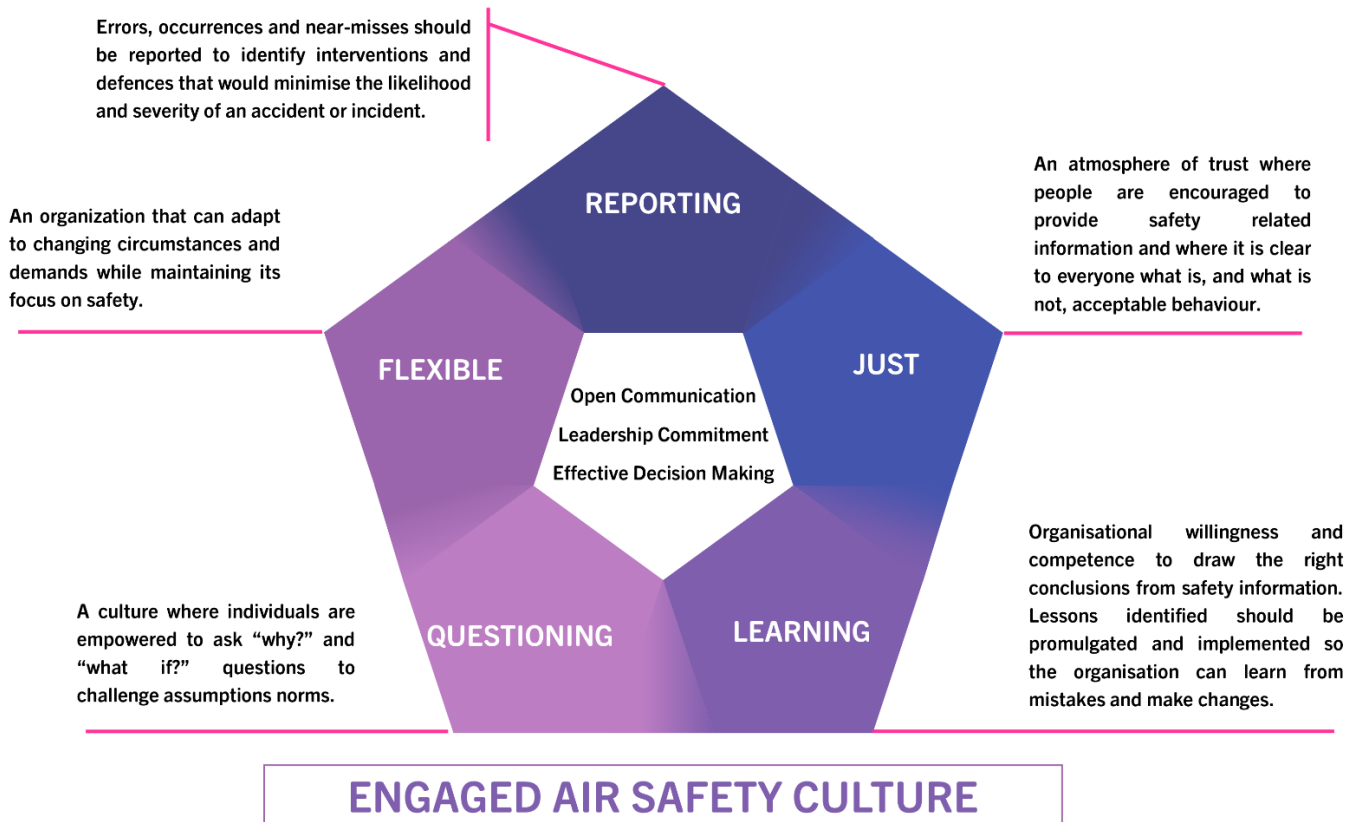 Errors, occurrences and near-misses should
be reported to identify interventions and
defences that would minimise the likelihood
and severity of an accident or incident.
An atmosphere of trust where
people are encouraged to
provide safety related
information and where it is clear
to everyone what is, and what is
not, acceptable behaviour.
An organization that can adapt
to changing circumstances and
demands while maintaining its
focus on safety.
REPORTING
FLEXIBLE
JUST
Open Communication
Leadership Commitment
Effective Decision Making
Organisational willingness and
competence to draw the right
conclusions from safety information.
Lessons identified should be
promulgated and implemented so
the organisation can learn from
mistakes and make changes.
A culture where individuals are
empowered to ask “why?” and
“what if?” questions to
challenge assumptions norms.
QUESTIONING
LEARNING
ENGAGED AIR SAFETY CULTURE